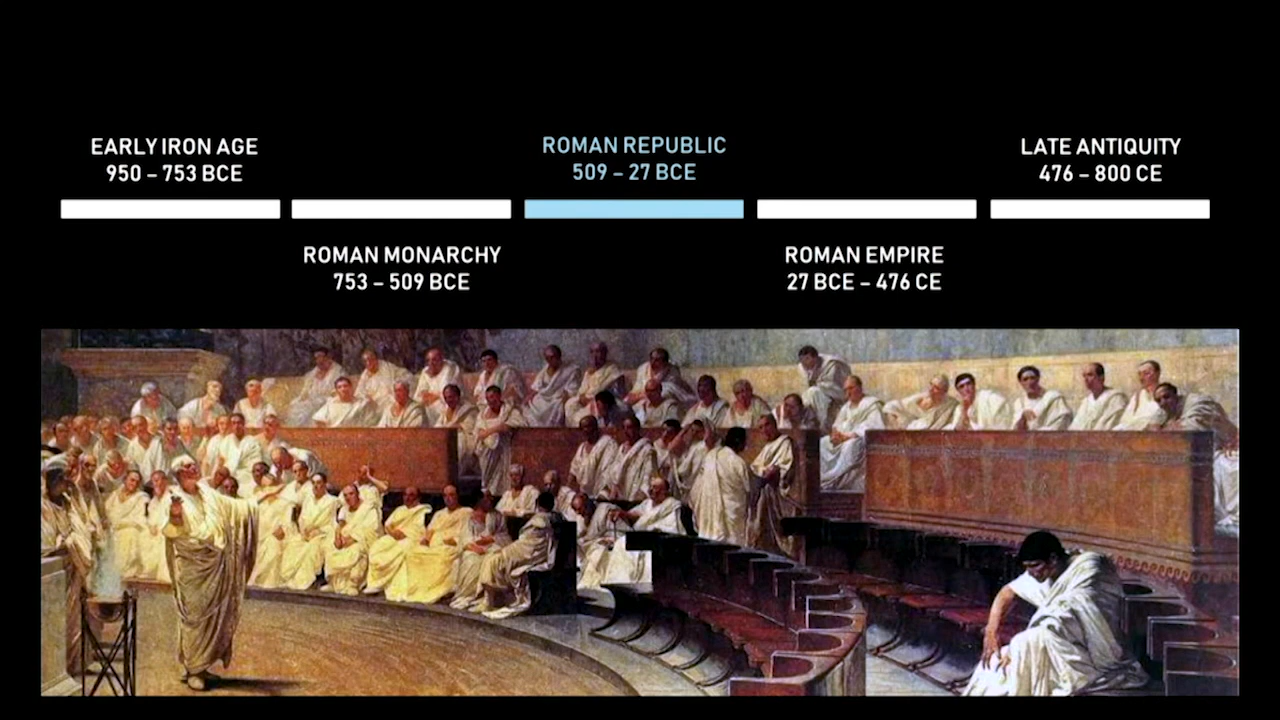 EARLY IRON AGE
950 – 753 BCE
ROMAN MONARCHY
753 – 509 BCE
ROMAN REPUBLIC
509 – 27 BCE
ROMAN EMPIRE
27 BCE – 476 CE
LATE ANTIQUITY
476 – 800 CE